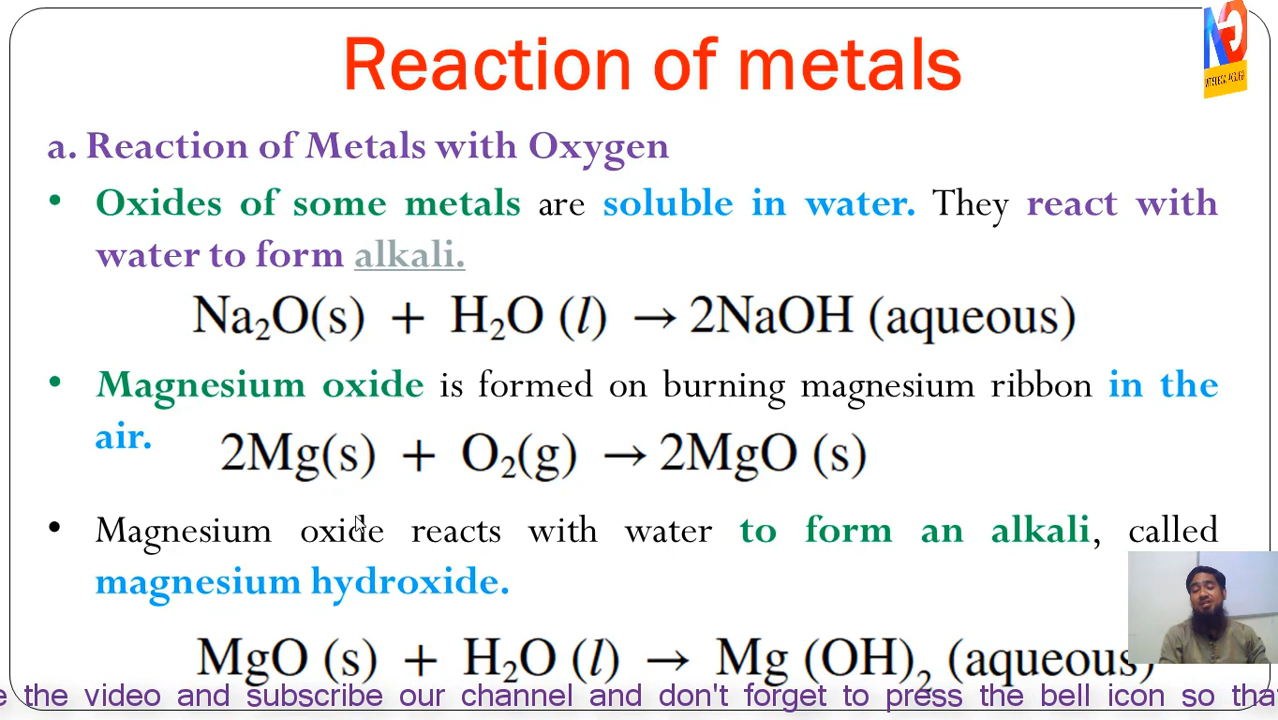 Reaction of metals
a. Reaction of Metals with Oxygen
• Oxides of some metals are soluble in water. They react with
water to form alkali.
Na₂O(s) + H₂O (l) → 2NaOH (aqueous)
• Magnesium oxide is formed on burning magnesium ribbon in the
air.
2Mg(s) + O₂(g) → 2MgO (s)
• Magnesium oxide reacts with water to form an alkali, called
magnesium hydroxide.
MgO (s) + H₂O (l) → Mg (OH)₂ (aqueous)
the video and subscribe our channel and don't forget to press the bell icon so